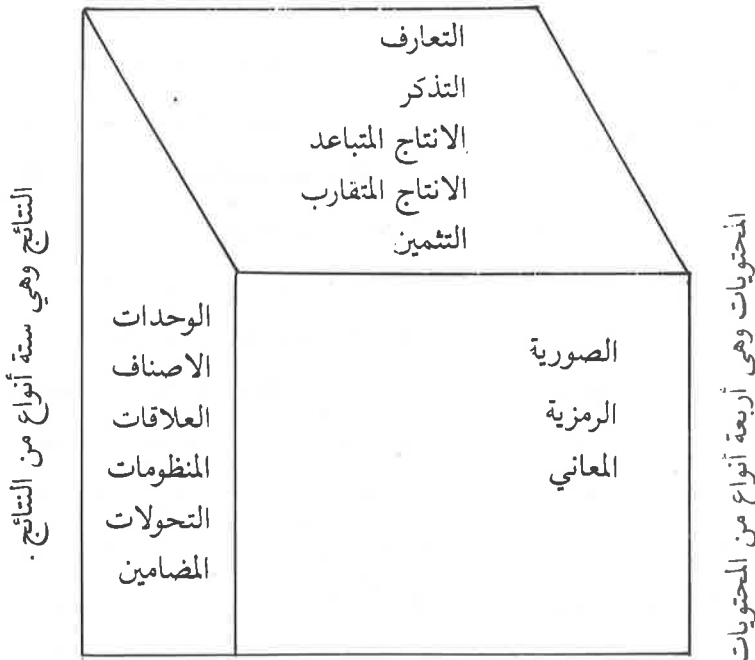 التعارف
التذكر
الانتاج المتباعد
الانتاج المتقارب
التثمين
الصورية
الرمزية
المعاني
الوحدات
الاصناف
العلاقات
المنظومات
التحولات
المضامين
المحتويات وهي أربعة أنواع من المحتويات
النتائج وهي ستة أنواع من النتائج.